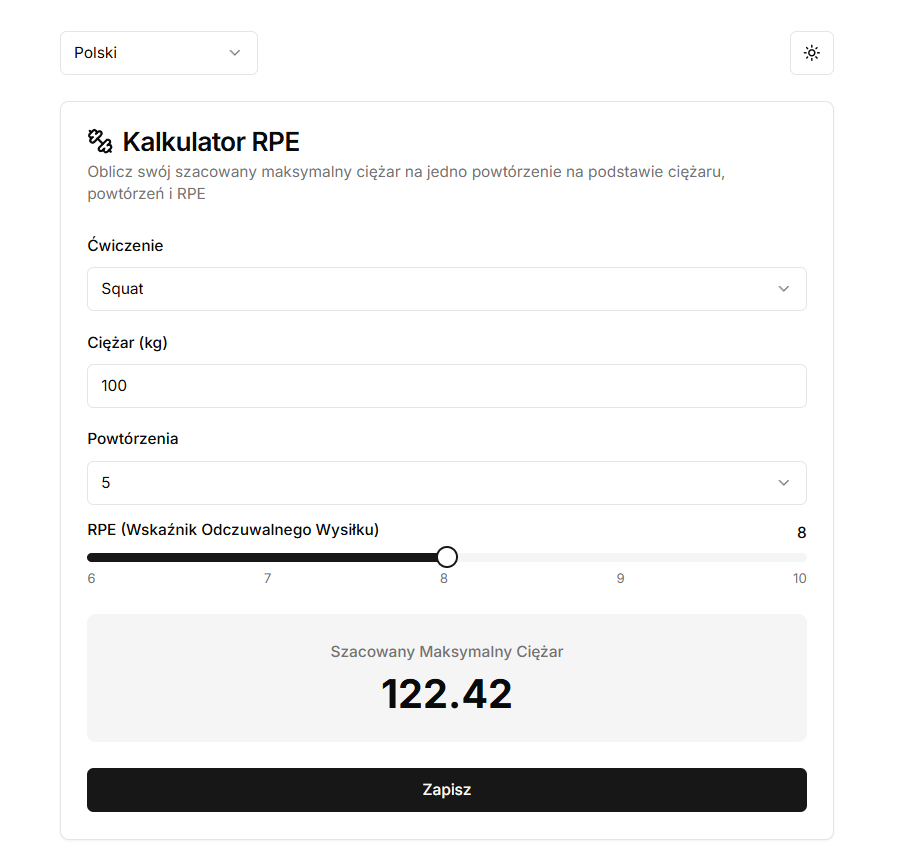 Polski
Kalkulator RPE
Oblicz swój szacowany maksymalny ciężar na jedno powtórzenie na podstawie ciężaru,
powtórzeń i RPE
Ćwiczenie
Squat
Ciężar (kg)
100
Powtórzenia
5
RPE (Wskaźnik Odczuwalnego Wysiłku)
8
6 7 8 9 10
Szacowany Maksymalny Ciężar
122.42
Zapisz